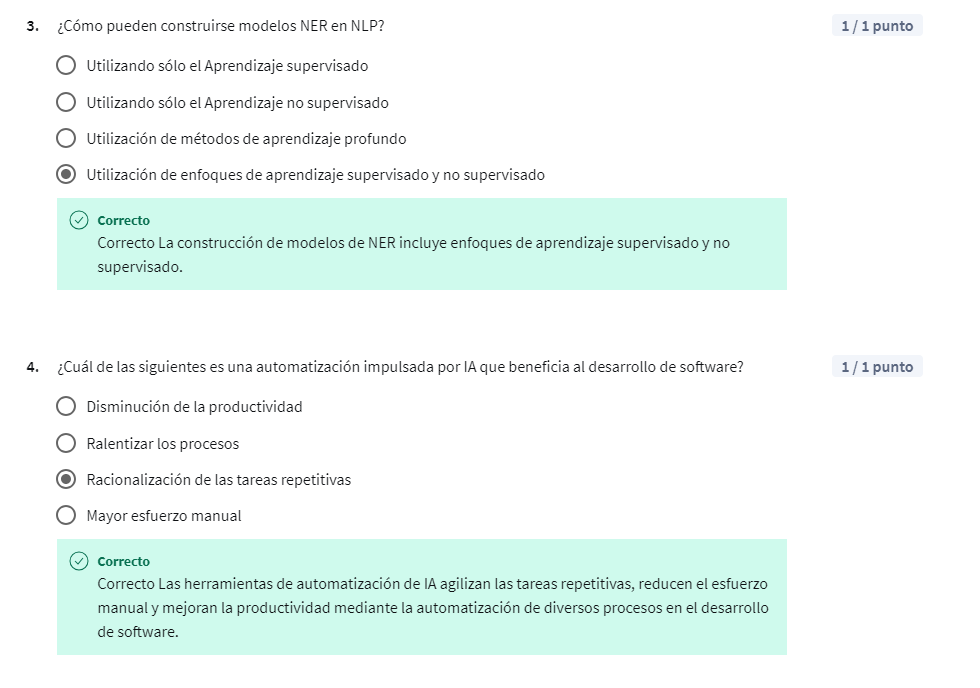 3. ¿Cómo pueden construirse modelos NER en NLP? 1 / 1 punto
Utilizando sólo el Aprendizaje supervisado
Utilizando sólo el Aprendizaje no supervisado
Utilización de métodos de aprendizaje profundo
Utilización de enfoques de aprendizaje supervisado y no supervisado
Correcto
Correcto La construcción de modelos de NER incluye enfoques de aprendizaje supervisado y no
supervisado.
4. ¿Cuál de las siguientes es una automatización impulsada por IA que beneficia al desarrollo de software? 1 / 1 punto
Disminución de la productividad
Ralentizar los procesos
Racionalización de las tareas repetitivas
Mayor esfuerzo manual
Correcto
Correcto Las herramientas de automatización de IA agilizan las tareas repetitivas, reducen el esfuerzo
manual y mejoran la productividad mediante la automatización de diversos procesos en el desarrollo
de software.